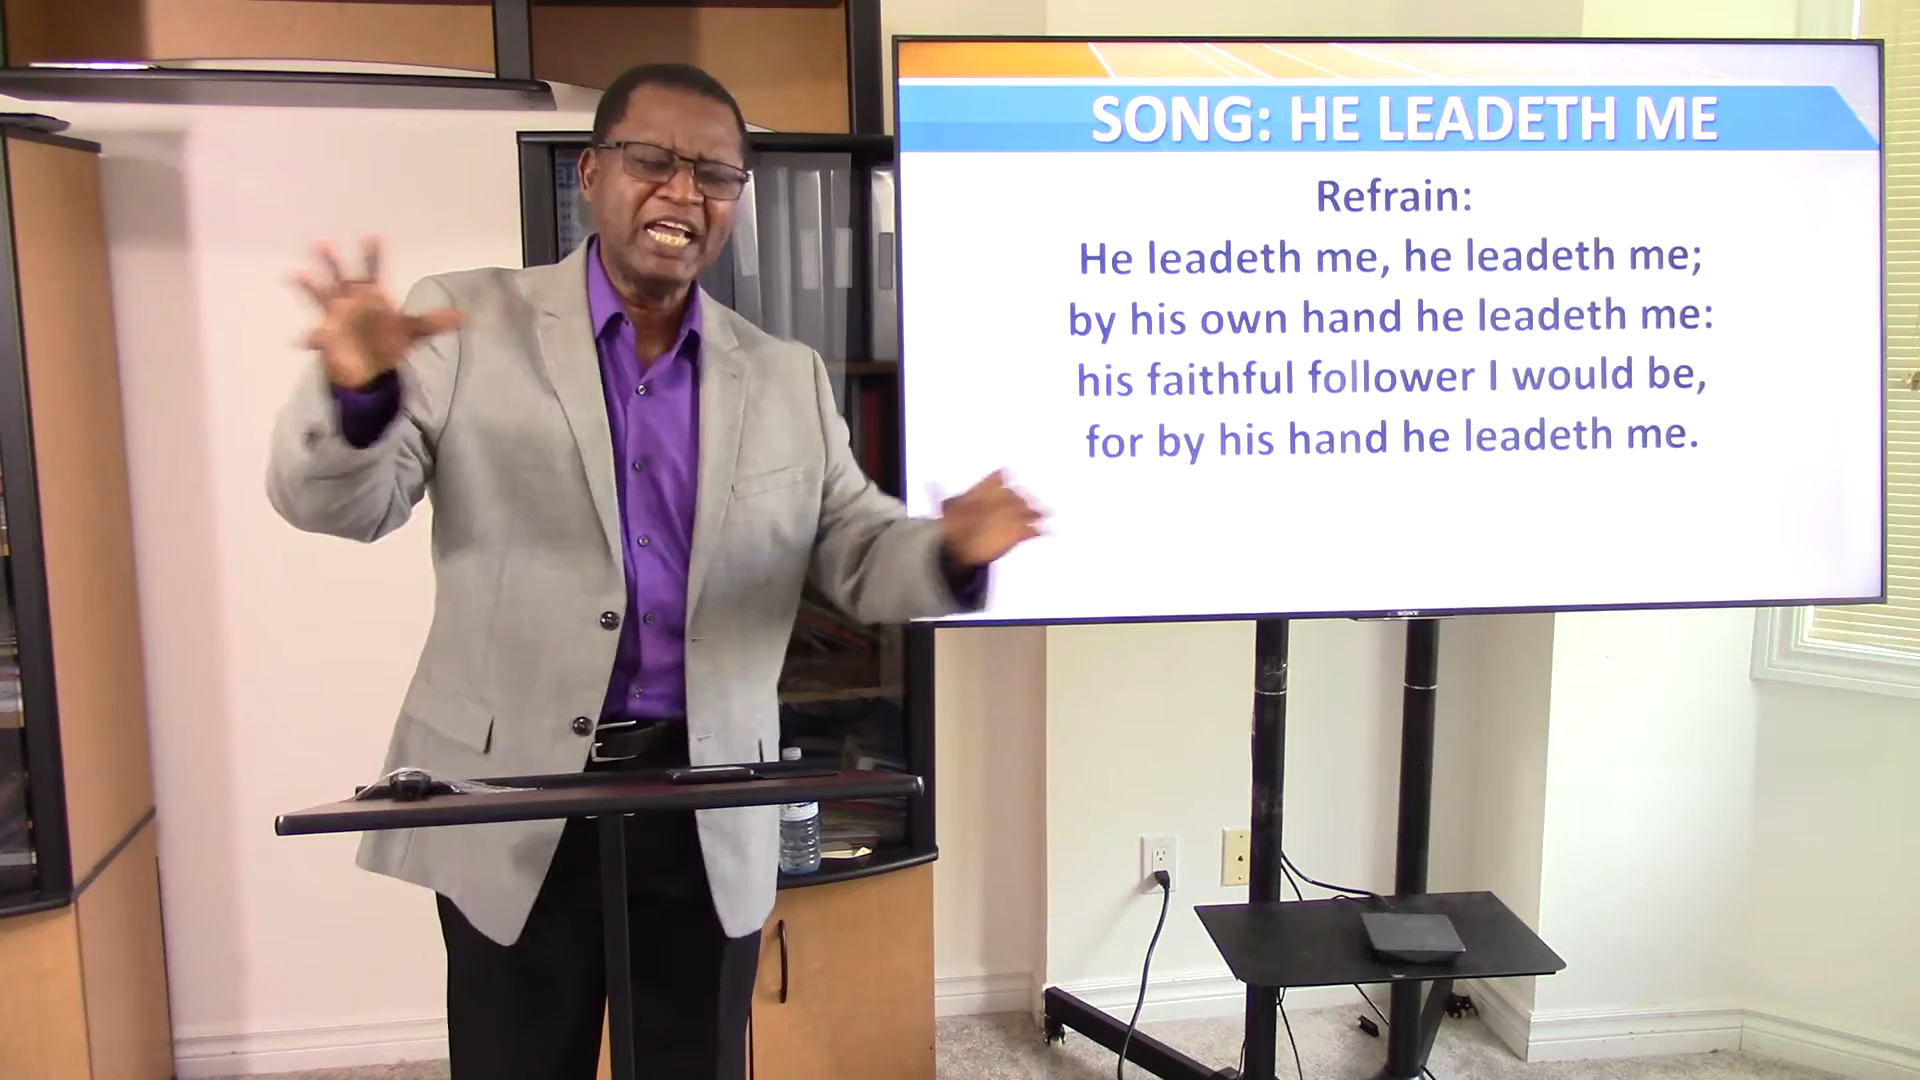 SONG: HE LEADETH ME
Refrain:
He leadeth me, he leadeth me;
by his own hand he leadeth me:
his faithful follower I would be,
for by his hand he leadeth me.
SONY